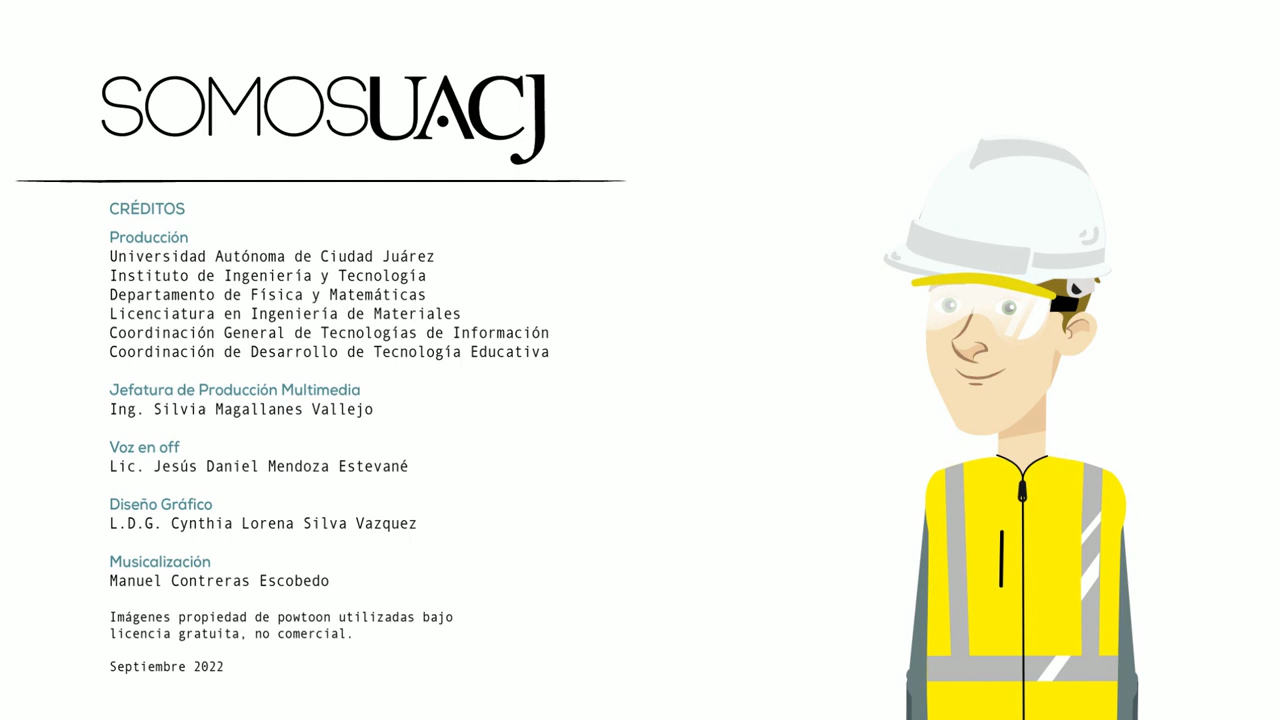 SOMOSUACJ
CRÉDITOS
Producción
Universidad Autónoma de Ciudad Juárez
Instituto de Ingeniería y Tecnología
Departamento de Física y Matemáticas
Licenciatura en Ingeniería de Materiales
Coordinación General de Tecnologías de Información
Coordinación de Desarrollo de Tecnología Educativa
Jefatura de Producción Multimedia
Ing. Silvia Magallanes Vallejo
Voz en off
Lic. Jesús Daniel Mendoza Estevané
Diseño Gráfico
L.D.G. Cynthia Lorena Silva Vazquez
Musicalización
Manuel Contreras Escobedo
Imágenes propiedad de powtoon utilizadas bajo
licencia gratuita, no comercial.
Septiembre 2022